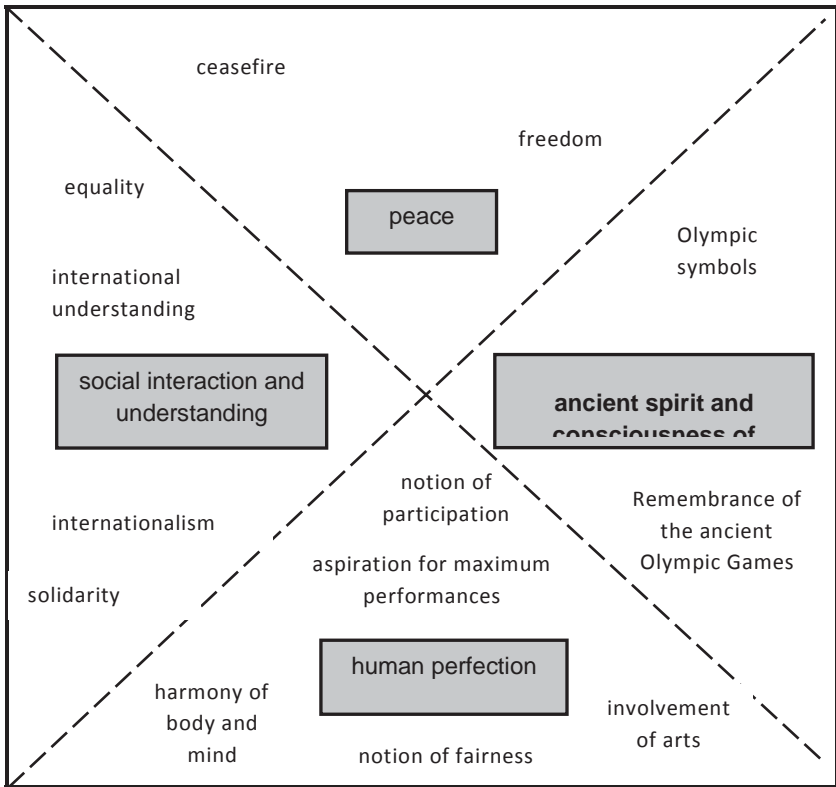 ceasefire
freedom
equality
peace
Olympic
symbols
international
understanding
social interaction and
understanding
ancient spirit and
consciousness of
notion of
participation
Remembrance of
the ancient
Olympic Games
internationalism
aspiration for maximum
performances
solidarity
human perfection
harmony of
body and
mind
involvement
of arts
notion of fairness